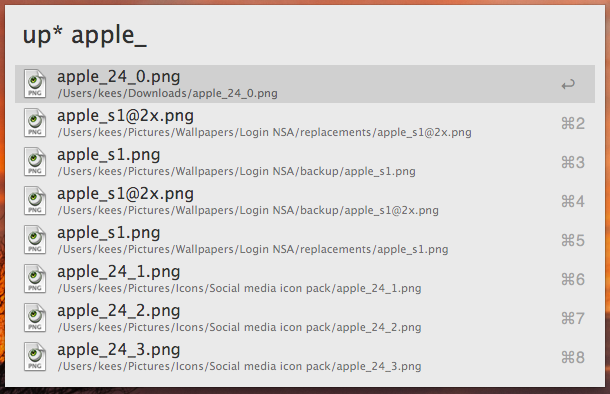 up* apple_
apple_24_0.png
/Users/kees/Downloads/apple_24_0.png
↩
apple_s1@2x.png
/Users/kees/Pictures/Wallpapers/Login NSA/replacements/apple_s1@2x.png
⌘2
apple_s1.png
/Users/kees/Pictures/Wallpapers/Login NSA/backup/apple_s1.png
⌘3
apple_s1@2x.png
/Users/kees/Pictures/Wallpapers/Login NSA/backup/apple_s1@2x.png
⌘4
apple_s1.png
/Users/kees/Pictures/Wallpapers/Login NSA/replacements/apple_s1.png
⌘5
apple_24_1.png
/Users/kees/Pictures/Icons/Social media icon pack/apple_24_1.png
⌘6
apple_24_2.png
/Users/kees/Pictures/Icons/Social media icon pack/apple_24_2.png
⌘7
apple_24_3.png
/Users/kees/Pictures/Icons/Social media icon pack/apple_24_3.png
⌘8
PNG
PNG
PNG
PNG
PNG
PNG
PNG
PNG